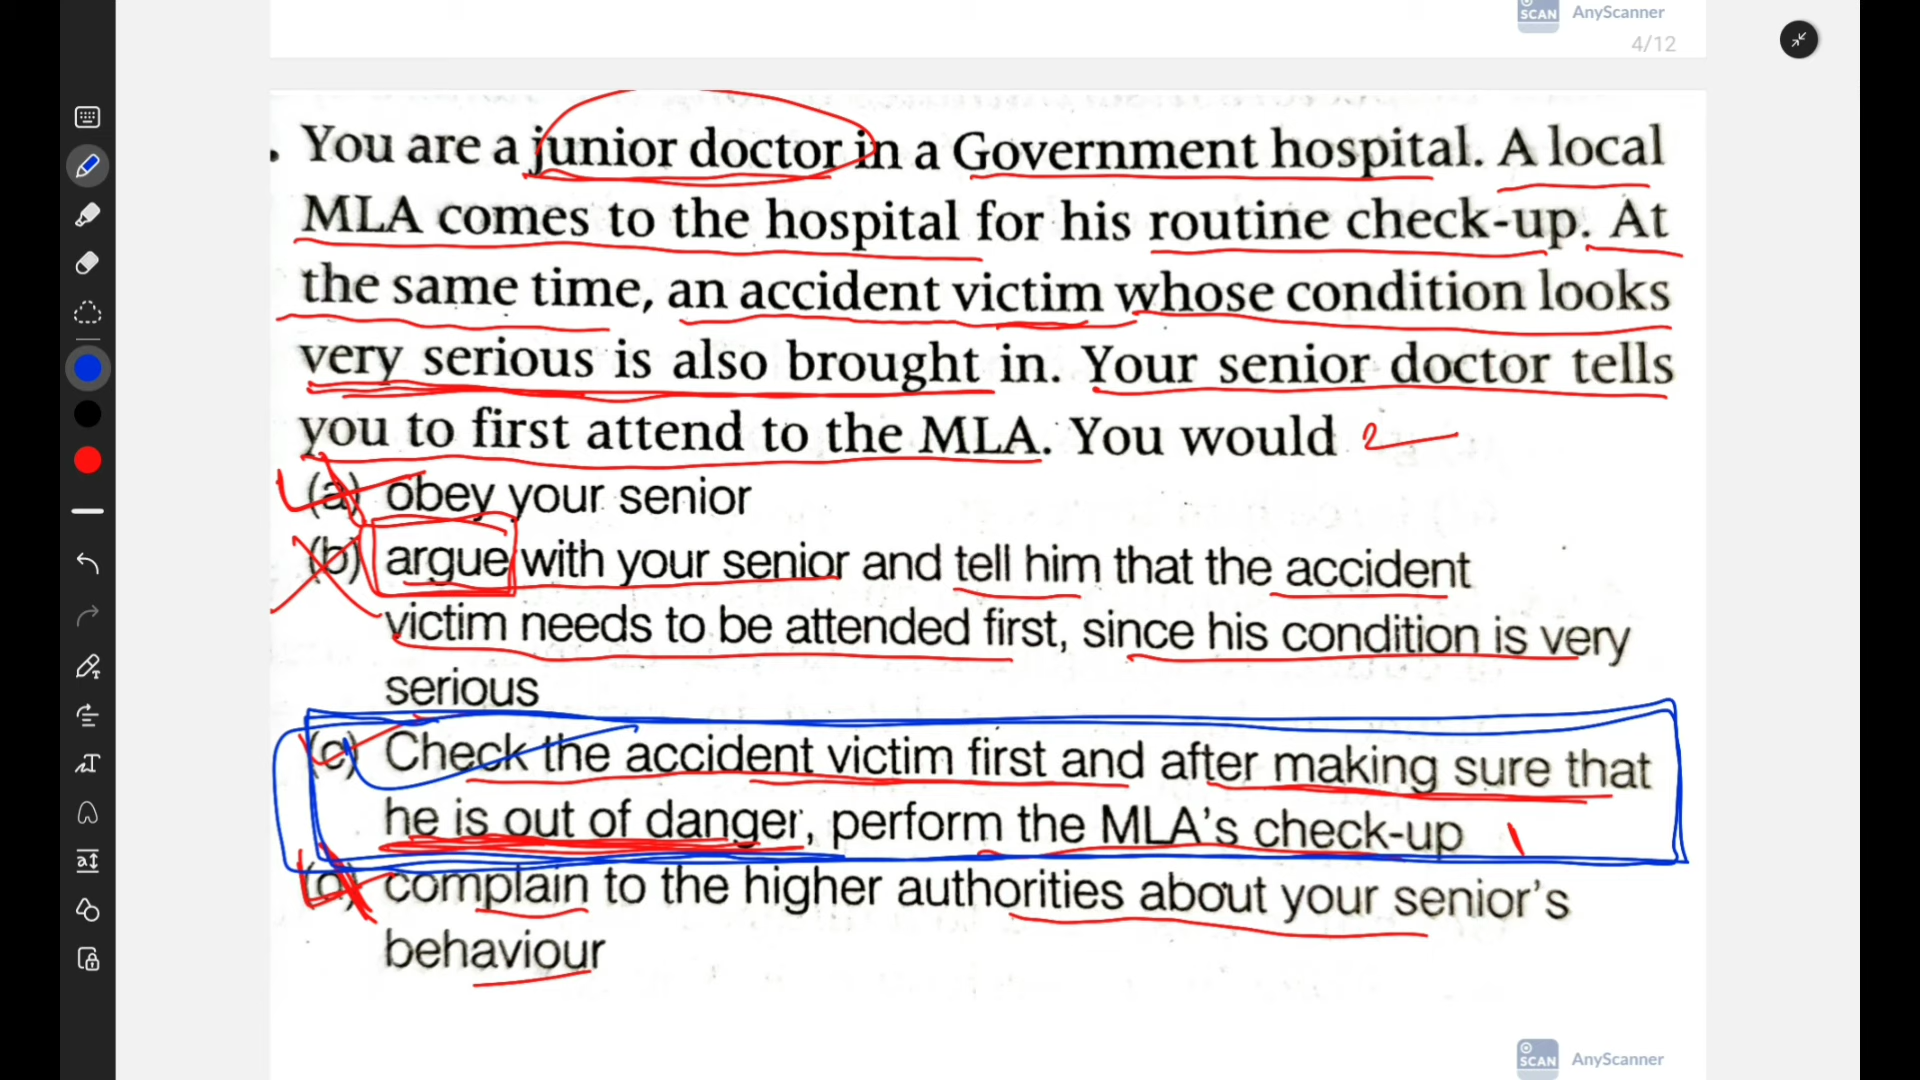 SCAN AnyScanner
4/12
. You are a junior doctor in a Government hospital. A local
MLA comes to the hospital for his routine check-up. At
the same time, an accident victim whose condition looks
very serious is also brought in. Your senior doctor tells
you to first attend to the MLA. You would
(a) obey your senior
(b) argue with your senior and tell him that the accident
victim needs to be attended first, since his condition is very
serious
(c) Check the accident victim first and after making sure that
he is out of danger, perform the MLA's check-up
(d) complain to the higher authorities about your senior's
behaviour
SCAN AnyScanner